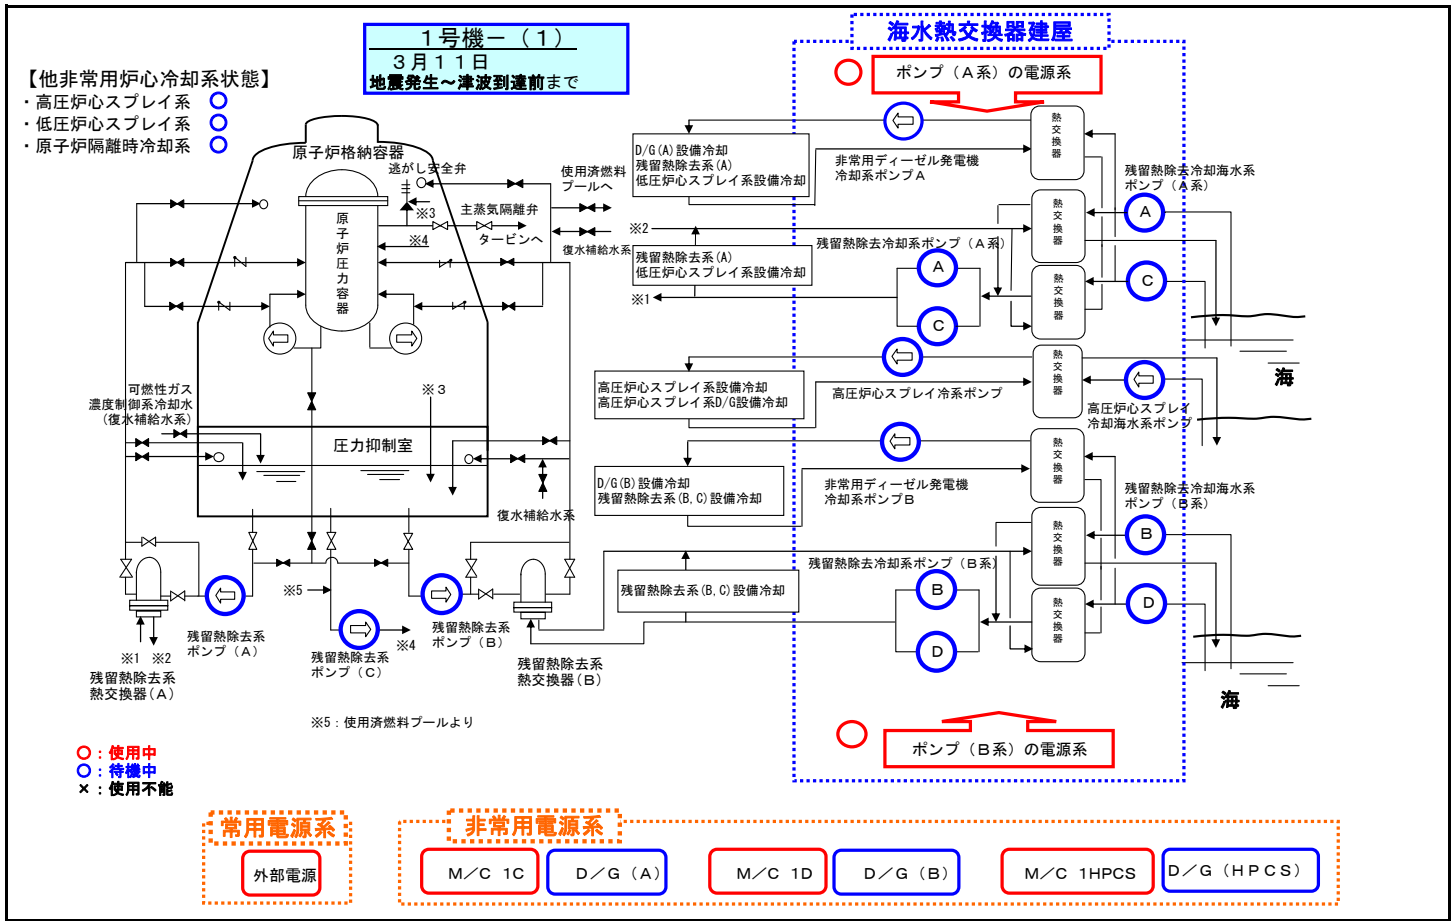 1号機－（1）
3月11日
地震発生～津波到達前まで
【他非常用炉心冷却系状態】
・高圧炉心スプレイ系 ○
・低圧炉心スプレイ系 ○
・原子炉隔離時冷却系 ○
原子炉格納容器
逃がし安全弁
※3
主蒸気隔離弁
タービンへ
※4
原子炉圧力容器
使用済燃料
プールへ
復水補給水系
可燃性ガス
濃度制御系冷却水
(復水補給水系)
※3
圧力抑制室
復水補給水系
※5
※4
残留熱除去系
ポンプ（A）
残留熱除去系
ポンプ（C）
残留熱除去系
ポンプ（B）
※1 ※2
残留熱除去系
熱交換器(A)
残留熱除去系
熱交換器(B)
※5：使用済燃料プールより
海水熱交換器建屋
ポンプ（A系）の電源系
D/G(A)設備冷却
残留熱除去系(A)
低圧炉心スプレイ系設備冷却
非常用ディーゼル発電機
冷却系ポンプA
熱交換器
残留熱除去冷却海水系
ポンプ（A系）
A
※2
残留熱除去冷却系ポンプ（A系）
熱交換器
残留熱除去系(A)
低圧炉心スプレイ系設備冷却
A
C
※1
C
熱交換器
海
高圧炉心スプレイ系設備冷却
高圧炉心スプレイ系D/G設備冷却
高圧炉心スプレイ冷系ポンプ
熱交換器
高圧炉心スプレイ
冷却海水系ポンプ
D/G(B)設備冷却
残留熱除去系(B,C)設備冷却
非常用ディーゼル発電機
冷却系ポンプB
熱交換器
残留熱除去冷却海水系
ポンプ（B系）
B
残留熱除去冷却系ポンプ（B系）
熱交換器
残留熱除去系(B,C)設備冷却
B
D
D
熱交換器
海
ポンプ（B系）の電源系
○：使用中
○：待機中
×：使用不能
常用電源系
外部電源
非常用電源系
M／C 1C
D／G（A）
M／C 1D
D／G（B）
M／C 1HPCS
D／G（HPCS）